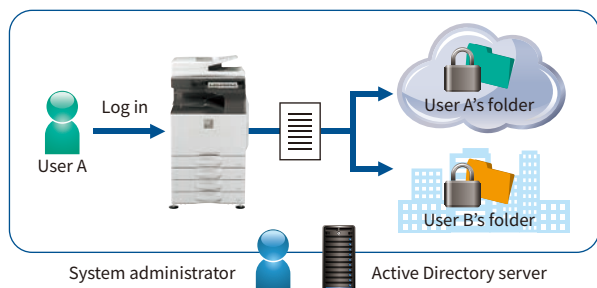 Log in
User A
User A's folder
User B's folder
System administrator
Active Directory server